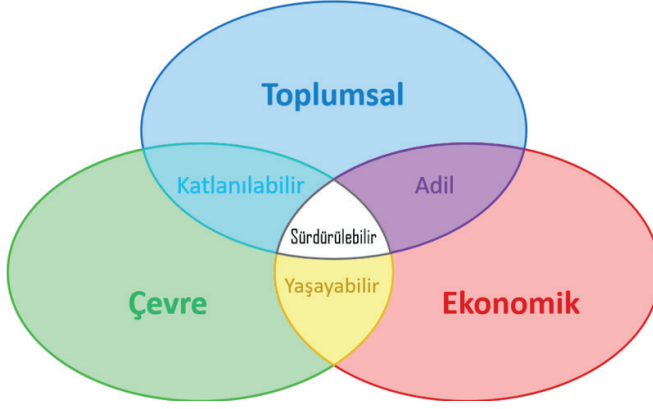 Toplumsal
Katlanılabilir
Adil
Sürdürülebilir
Yaşayabilir
Çevre
Ekonomik